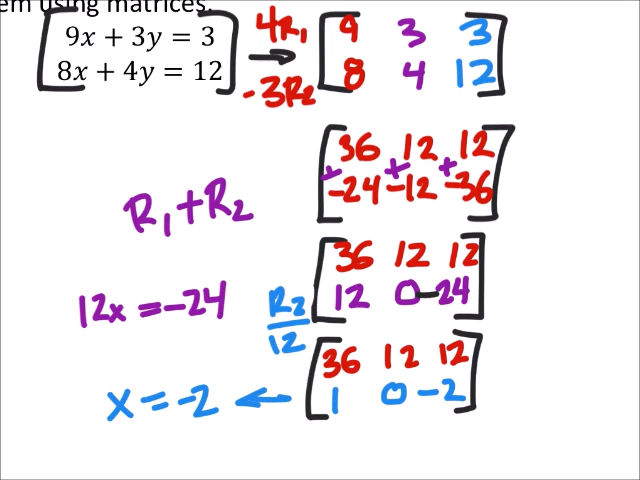 em using matrices.
9x + 3y = 3 4R₁ 9 3 3
8x + 4y = 12 -3R₂ 8 4 12
36 12 12
+ + +
-24 -12 -36
R₁+R₂
36 12 12
12x = -24 R₂/12 12 0 -24
36 12 12
x = -2 ← 1 0 -2